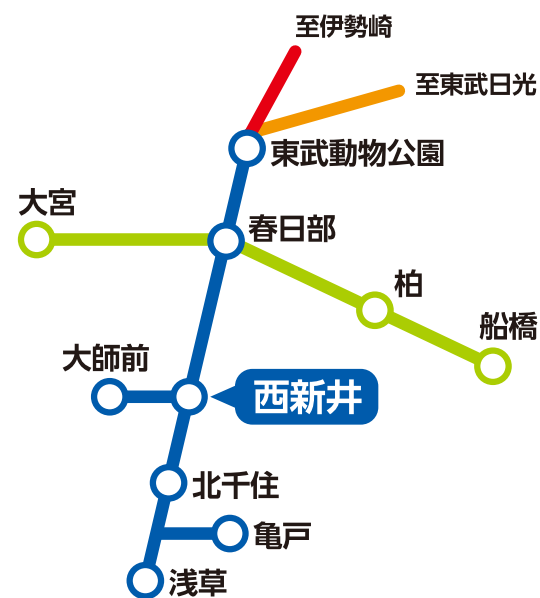 至伊勢崎
至東武日光
東武動物公園
大宮
春日部
柏
船橋
大師前
西新井
北千住
亀戸
浅草